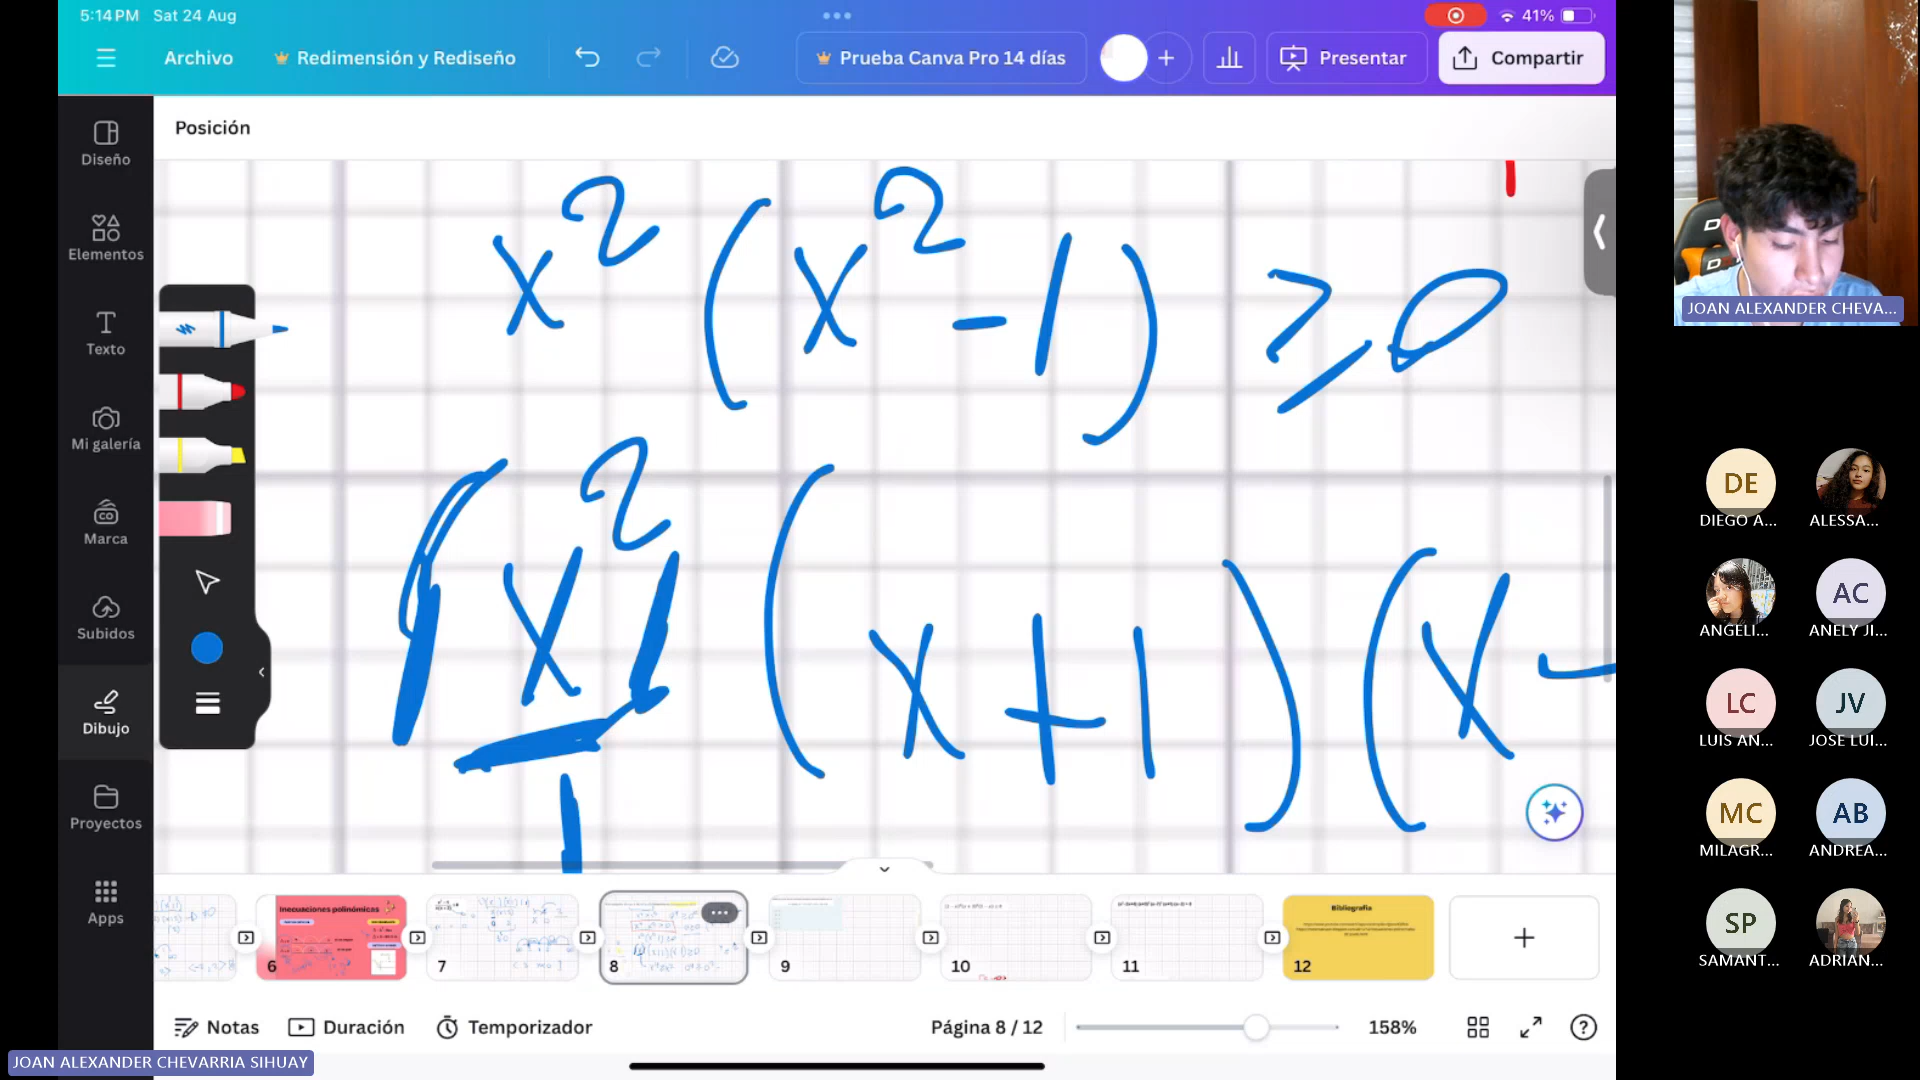 5:14 PM Sat 24 Aug
41%
Archivo
Redimensión y Rediseño
Prueba Canva Pro 14 días
Presentar
Compartir
Posición
Diseño
Elementos
Texto
Mi galería
Marca
Subidos
Dibujo
Proyectos
Apps
x² (x² - 1) ≥ 0
(x² (x + 1) (x -
1
6
Inecuaciones polinómicas
7
8
9
10
11
Bibliografía
12
Notas
Duración
Temporizador
Página 8 / 12
158%
JOAN ALEXANDER CHEVARRIA SIHUAY
JOAN ALEXANDER CHEVA...
DE
DIEGO A...
ALESSA...
ANGELI...
AC
ANELY JI...
LC
LUIS AN...
JV
JOSE LUI...
MC
MILAGR...
AB
ANDREA...
SP
SAMANT...
ADRIAN...